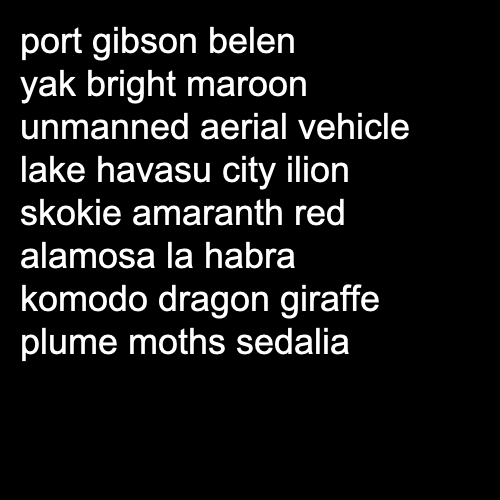 port gibson belen
yak bright maroon
unmanned aerial vehicle
lake havasu city ilion
skokie amaranth red
alamosa la habra
komodo dragon giraffe
plume moths sedalia